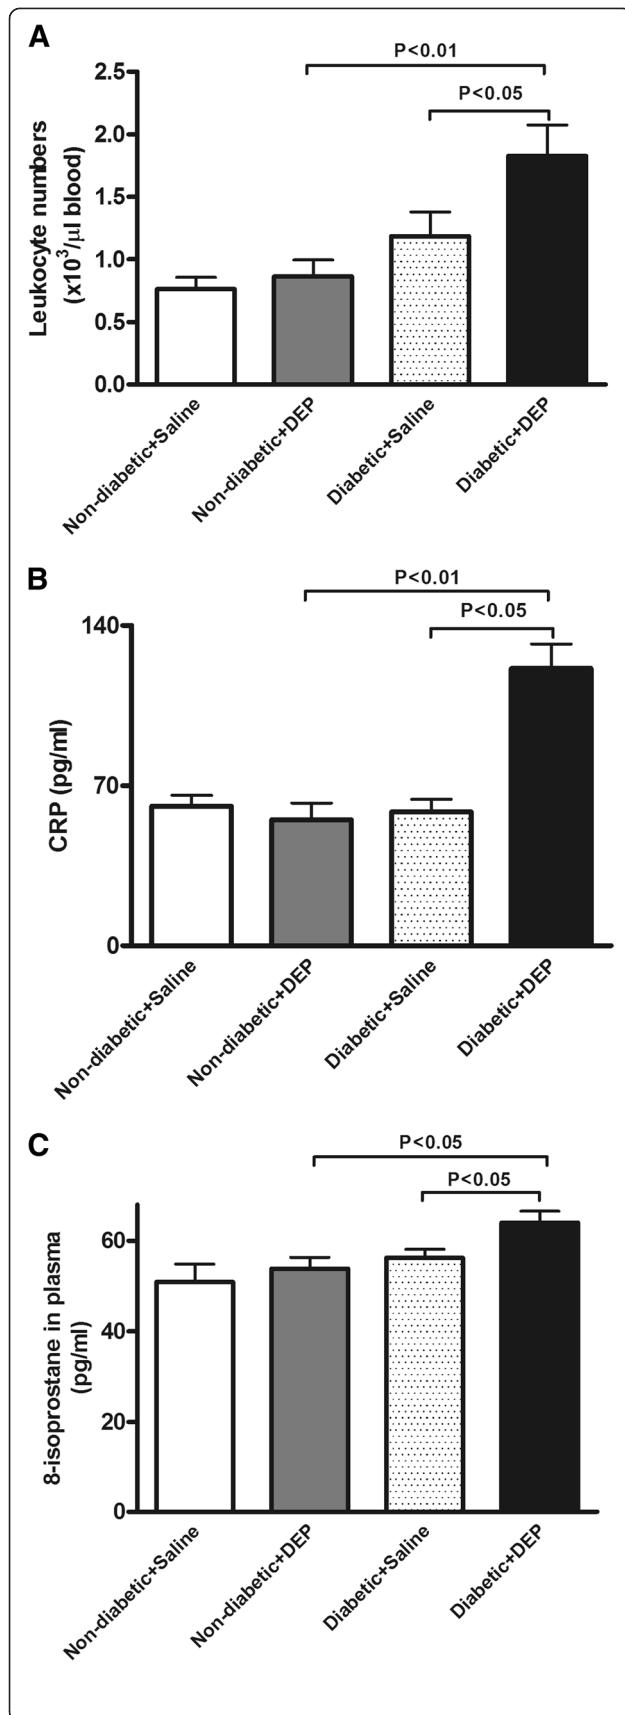 A
P<0.01
P<0.05
Leukocyte numbers
(x10³/µl blood)
2.5
2.0
1.5
1.0
0.5
0.0
Non-diabetic+Saline
Non-diabetic+DEP
Diabetic+Saline
Diabetic+DEP
B
P<0.01
P<0.05
CRP (pg/ml)
140
70
0
Non-diabetic+Saline
Non-diabetic+DEP
Diabetic+Saline
Diabetic+DEP
C
P<0.05
P<0.05
8-isoprostane in plasma
(pg/ml)
60
40
20
0
Non-diabetic+Saline
Non-diabetic+DEP
Diabetic+Saline
Diabetic+DEP